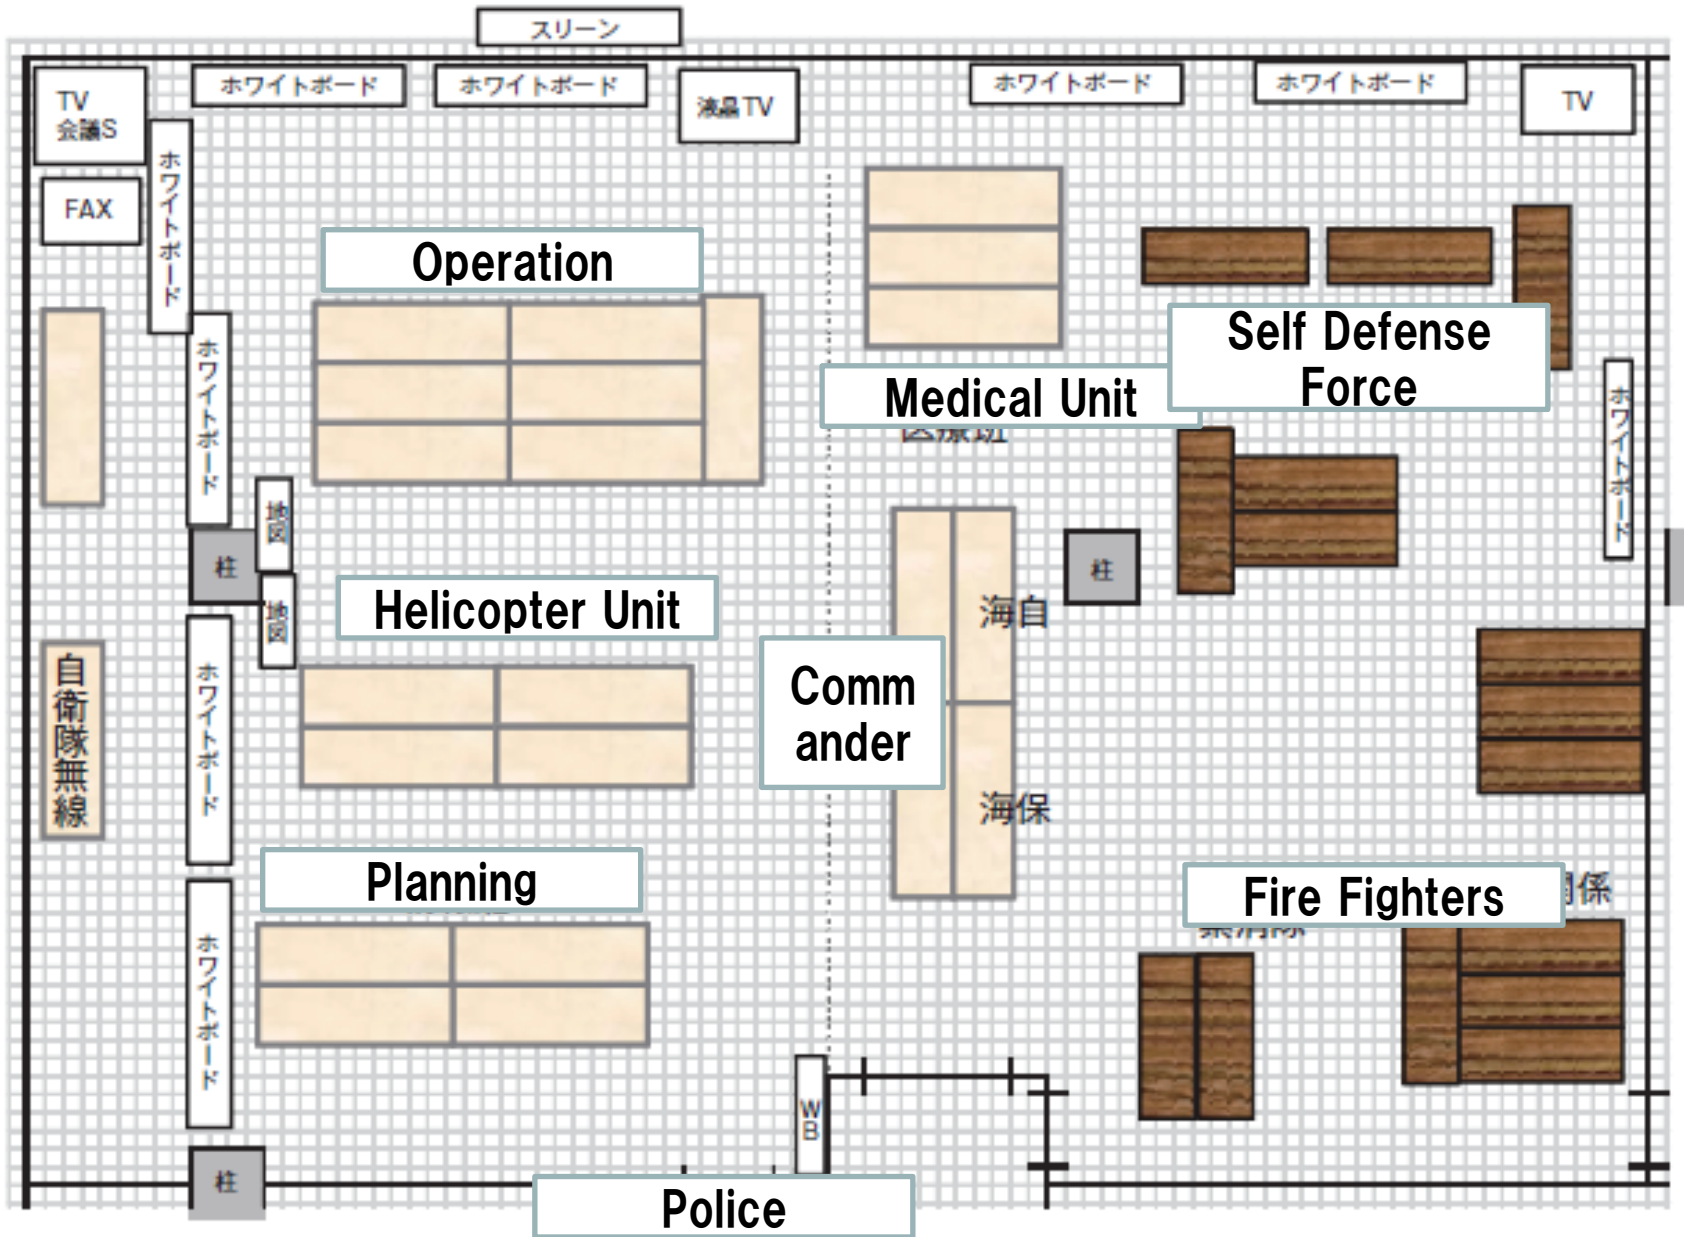 スリーン
TV
会議S
ホワイトボード
ホワイトボード
液晶TV
ホワイトボード
ホワイトボード
TV
ホワイトボード
FAX
Operation
Self Defense
Force
Medical Unit
医療班
ホワイトボード
ホワイトボード
地図
柱
柱
地図
Helicopter Unit
海自
Comm
ander
自衛隊無線
ホワイトボード
海保
Planning
Fire Fighters
関係
ホワイトボード
WB
柱
Police